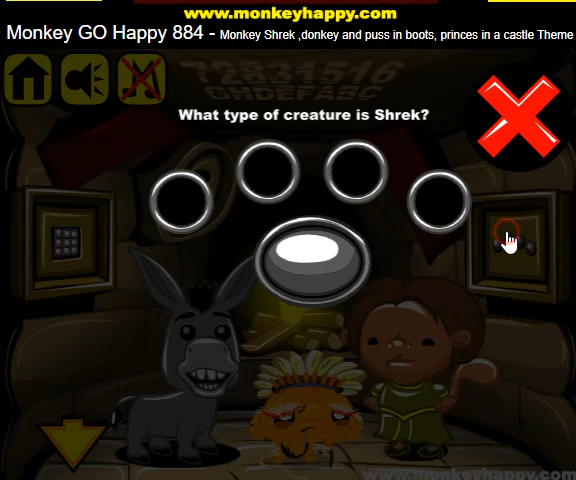 www.monkeyhappy.com
Monkey GO Happy 884 - Monkey Shrek ,donkey and puss in boots, princes in a castle Theme
72831516
GHDEFABC
What type of creature is Shrek?
www.monkeyhappy.com